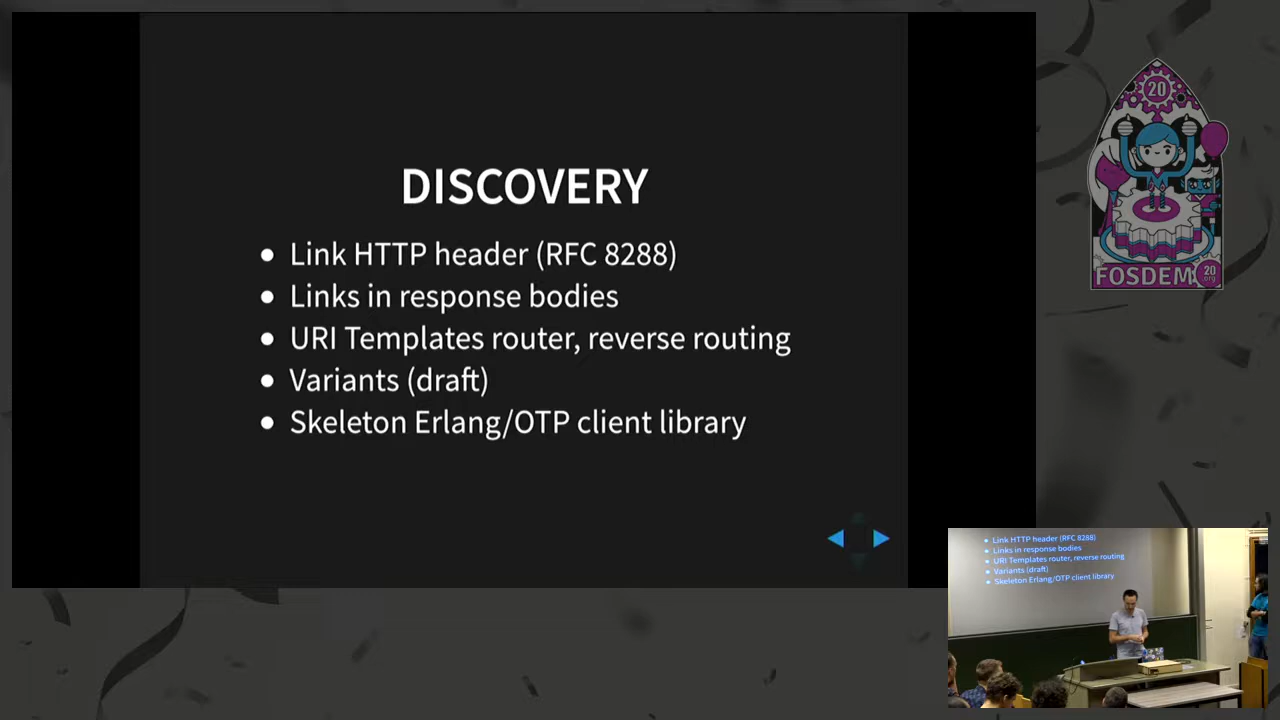 DISCOVERY
• Link HTTP header (RFC 8288)
• Links in response bodies
• URI Templates router, reverse routing
• Variants (draft)
• Skeleton Erlang/OTP client library
20
FOSDEM
20
.org
• Link HTTP header (RFC 8288)
• Links in response bodies
• URI Templates router, reverse routing
• Variants (draft)
• Skeleton Erlang/OTP client library